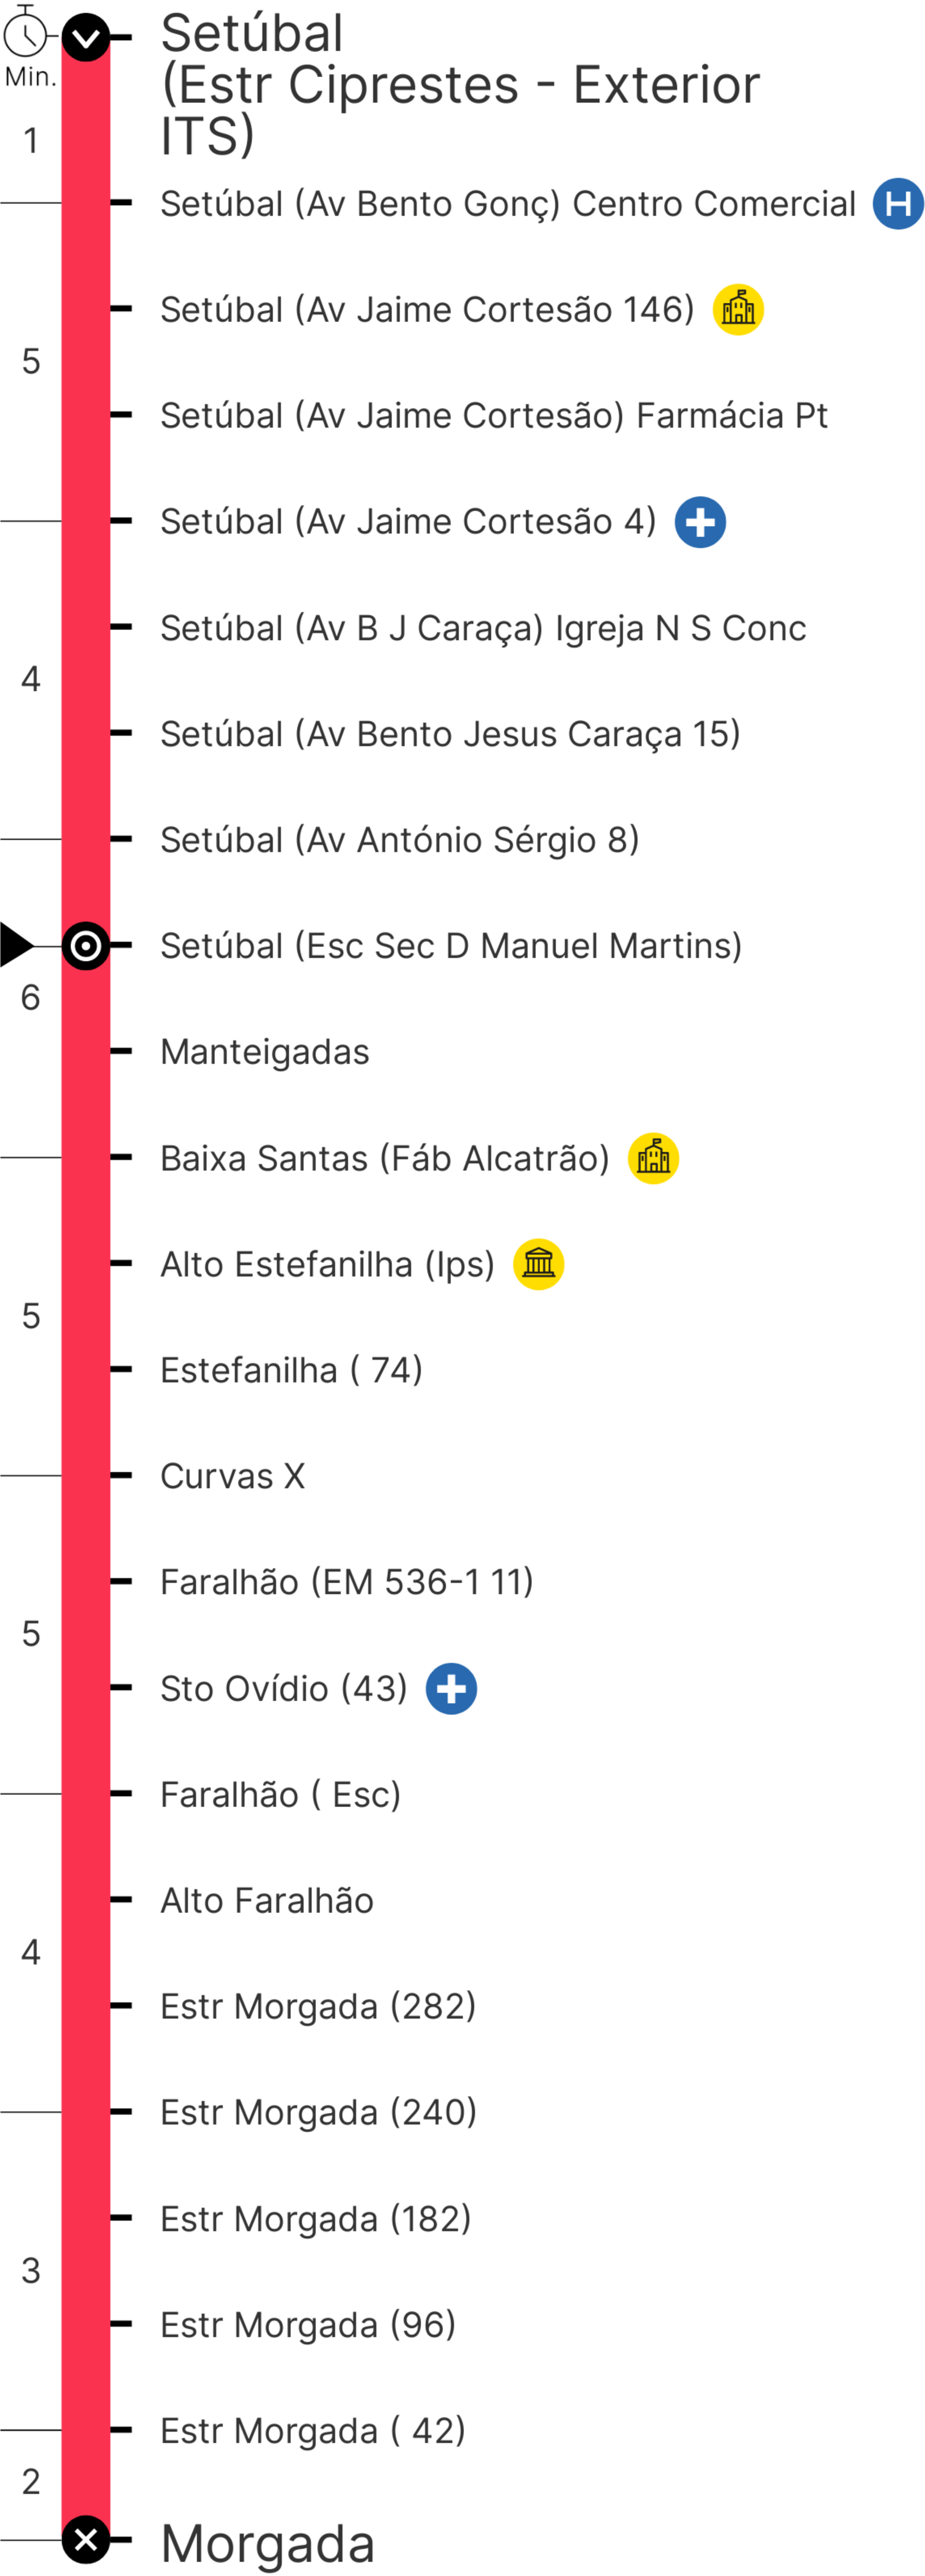 Min.
Setúbal
(Estr Ciprestes - Exterior
ITS)
1
Setúbal (Av Bento Gonç) Centro Comercial H
Setúbal (Av Jaime Cortesão 146)
5
Setúbal (Av Jaime Cortesão) Farmácia Pt
Setúbal (Av Jaime Cortesão 4)
Setúbal (Av B J Caraça) Igreja N S Conc
4
Setúbal (Av Bento Jesus Caraça 15)
Setúbal (Av António Sérgio 8)
Setúbal (Esc Sec D Manuel Martins)
6
Manteigadas
Baixa Santas (Fáb Alcatrão)
Alto Estefanilha (Ips)
5
Estefanilha ( 74)
Curvas X
Faralhão (EM 536-1 11)
5
Sto Ovídio (43)
Faralhão ( Esc)
Alto Faralhão
4
Estr Morgada (282)
Estr Morgada (240)
Estr Morgada (182)
3
Estr Morgada (96)
Estr Morgada ( 42)
2
Morgada